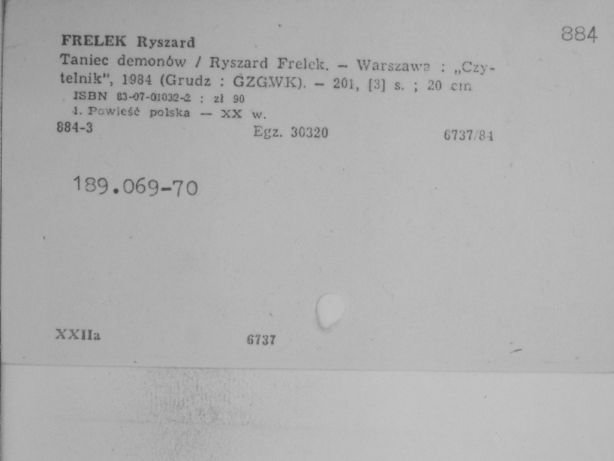 884
FRELEK Ryszard
Taniec demonów / Ryszard Frelek. — Warszawa : „Czy-
telnik", 1984 (Grudz : GZGWK). — 201, [3] s. ; 20 cm
ISBN 83-07-01032-2 : zł 90
1. Powieść polska — XX w.
884-3 Egz. 30320 6737/84
189.069-70
XXIIa 6737